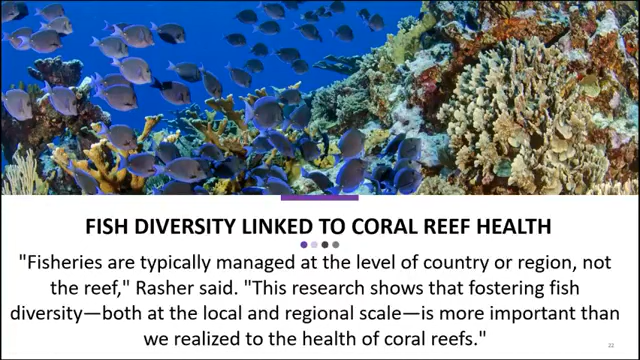 FISH DIVERSITY LINKED TO CORAL REEF HEALTH
"Fisheries are typically managed at the level of country or region, not
the reef," Rasher said. "This research shows that fostering fish
diversity—both at the local and regional scale—is more important than
we realized to the health of coral reefs."
22